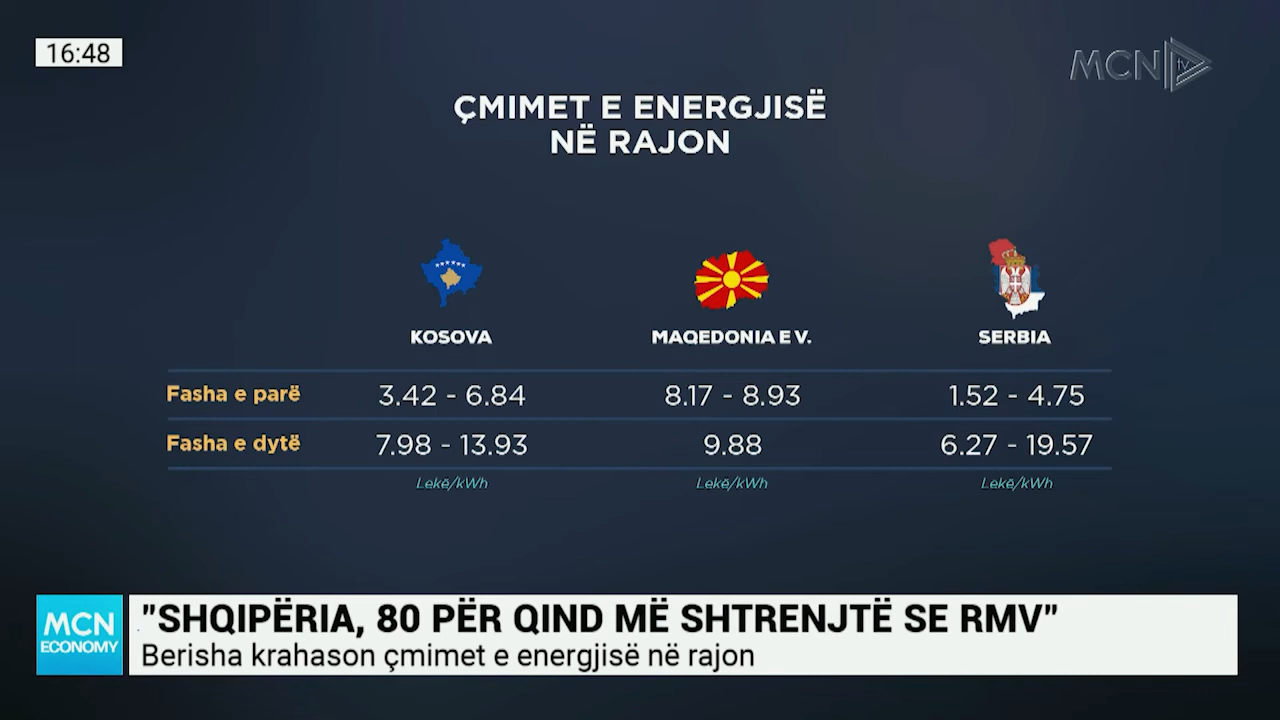 16:48
MCN tv
ÇMIMET E ENERGJISË
NË RAJON
KOSOVA MAQEDONIA E V. SERBIA
Fasha e parë 3.42 - 6.84 8.17 - 8.93 1.52 - 4.75
Fasha e dytë 7.98 - 13.93 9.88 6.27 - 19.57
Lekë/kWh Lekë/kWh Lekë/kWh
MCN
ECONOMY
"SHQIPËRIA, 80 PËR QIND MË SHTRENJTË SE RMV"
Berisha krahason çmimet e energjisë në rajon